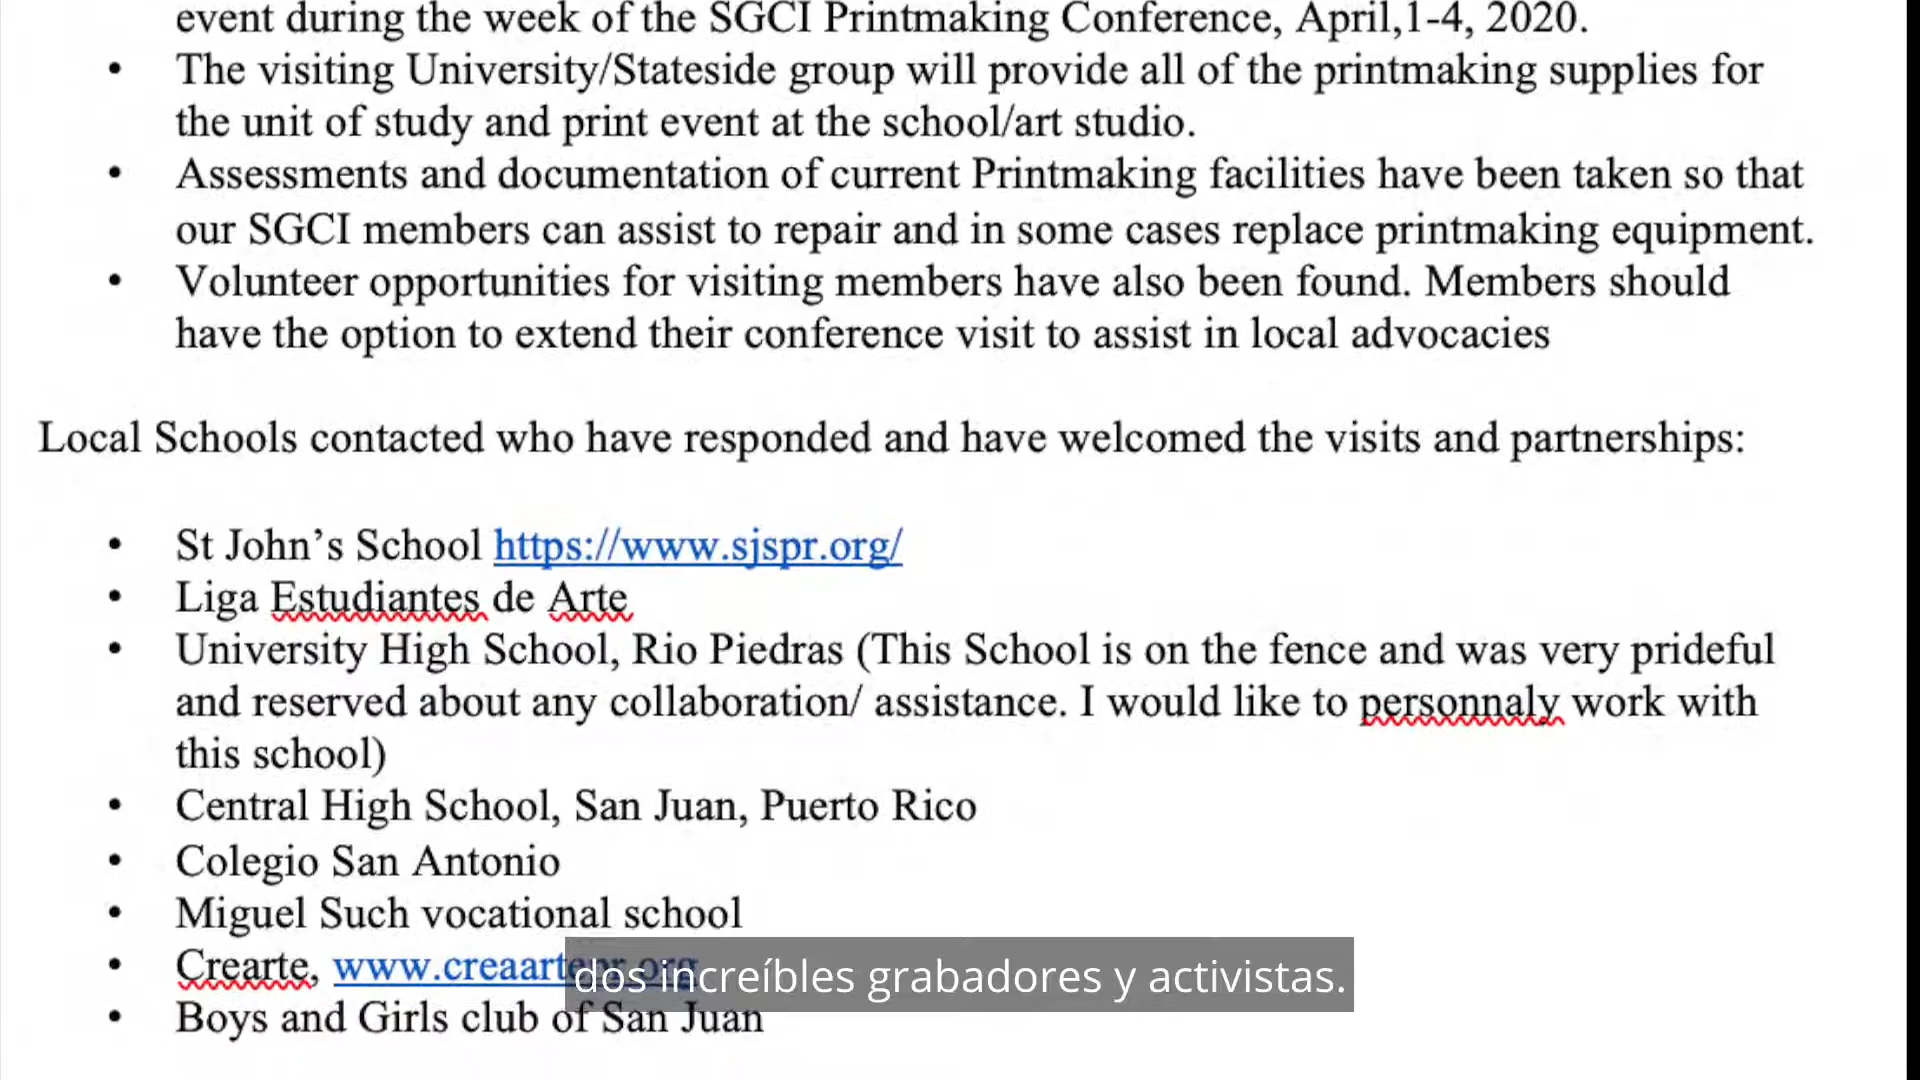 event during the week of the SGCI Printmaking Conference, April,1-4, 2020.
• The visiting University/Stateside group will provide all of the printmaking supplies for
the unit of study and print event at the school/art studio.
• Assessments and documentation of current Printmaking facilities have been taken so that
our SGCI members can assist to repair and in some cases replace printmaking equipment.
• Volunteer opportunities for visiting members have also been found. Members should
have the option to extend their conference visit to assist in local advocacies
Local Schools contacted who have responded and have welcomed the visits and partnerships:
• St John’s School https://www.sjspr.org/
• Liga Estudiantes de Arte
• University High School, Rio Piedras (This School is on the fence and was very prideful
and reserved about any collaboration/ assistance. I would like to personnaly work with
this school)
• Central High School, San Juan, Puerto Rico
• Colegio San Antonio
• Miguel Such vocational school
• Crearte, www.creaartepr.org
dos increíbles grabadores y activistas.
• Boys and Girls club of San Juan